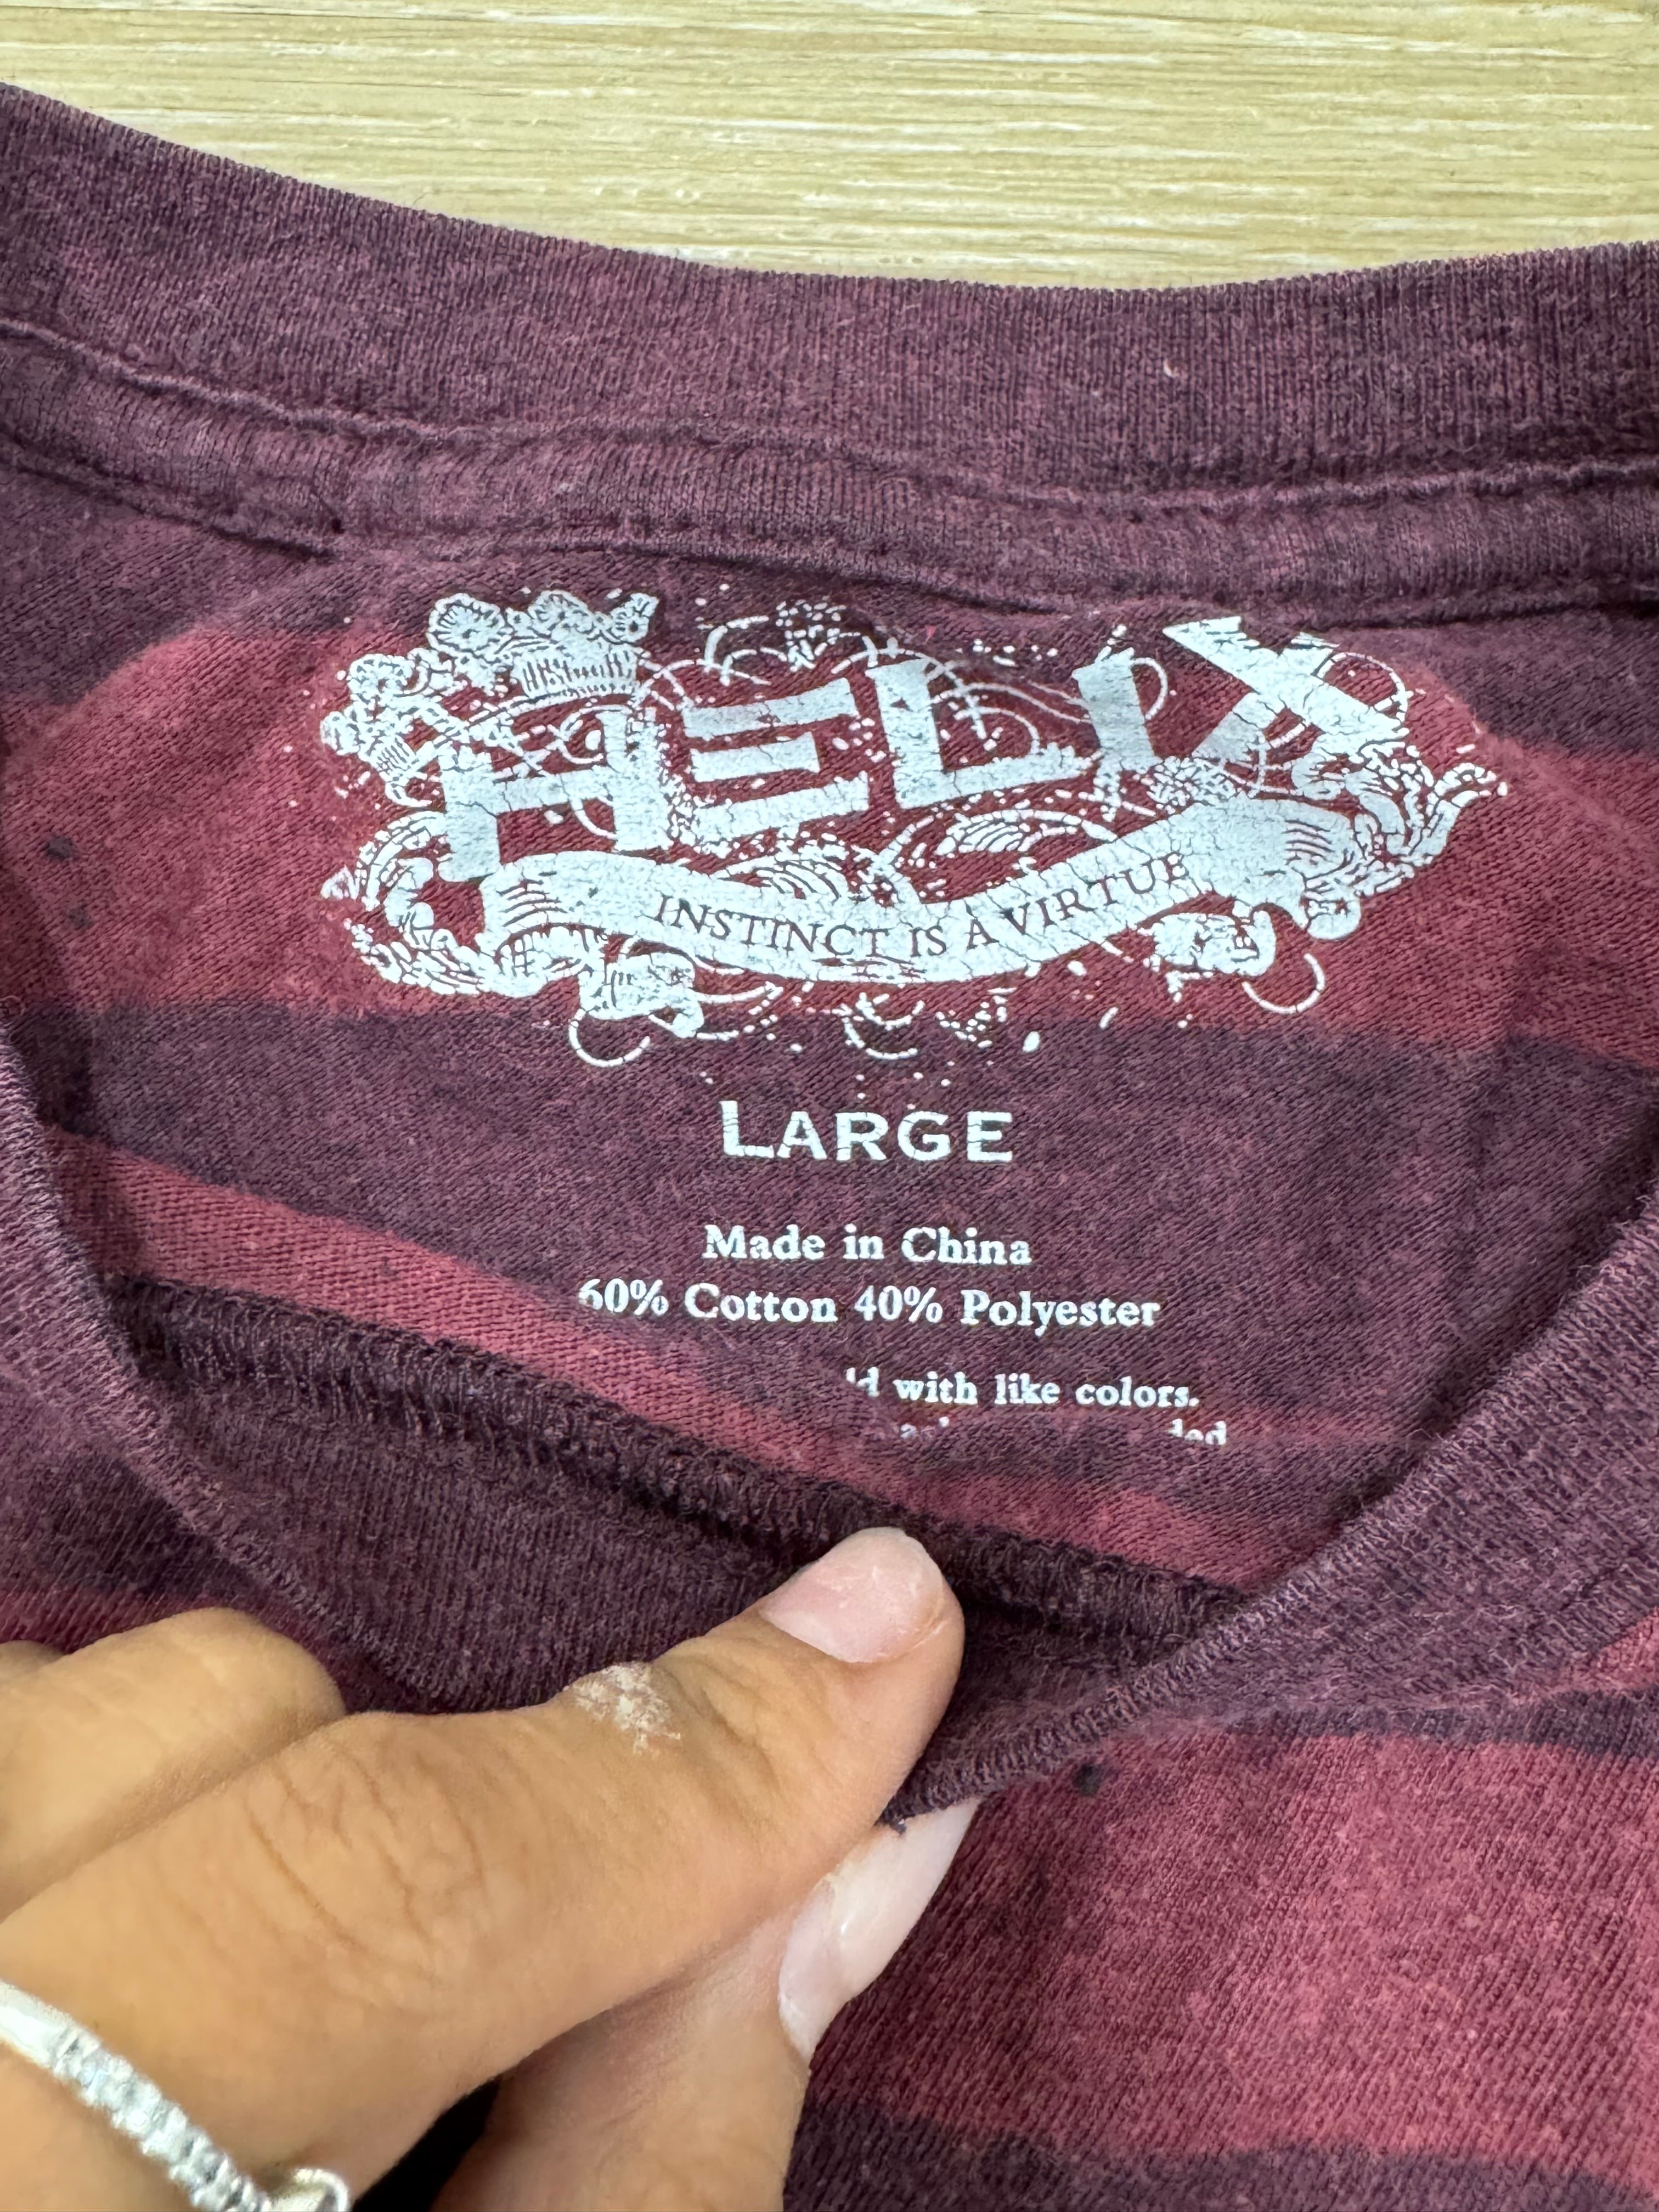 HELIX
INSTINCT IS A VIRTUE
LARGE
Made in China
60% Cotton 40% Polyester
with like colors.